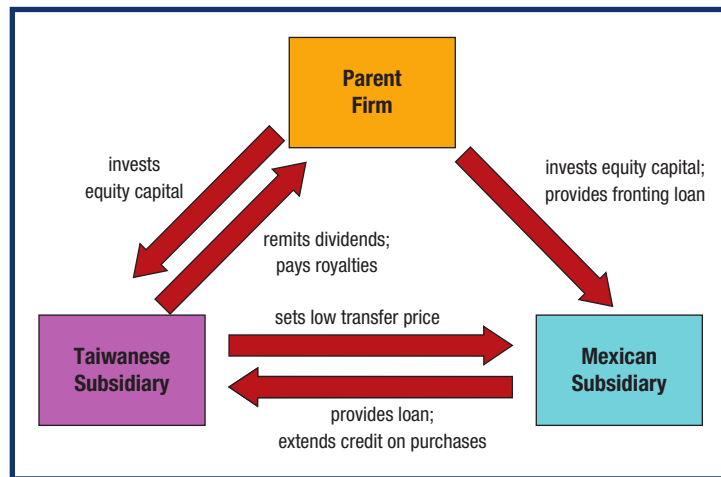 Parent
Firm
invests
equity capital
invests equity capital;
provides fronting loan
remits dividends;
pays royalties
sets low transfer price
Taiwanese
Subsidiary
Mexican
Subsidiary
provides loan;
extends credit on purchases